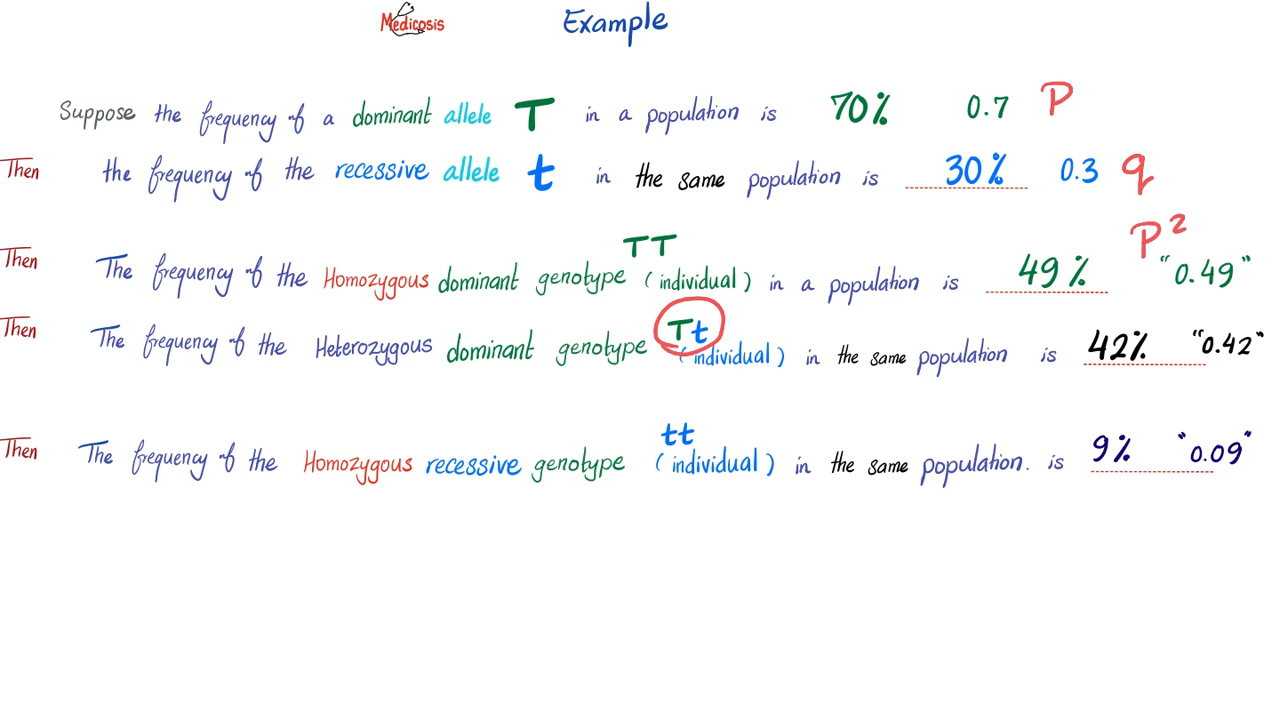 Medicosis Example
Suppose the frequency of a dominant allele T in a population is 70% 0.7 P
Then the frequency of the recessive allele t in the same population is 30% 0.3 q
P²
TT
Then The frequency of the Homozygous dominant genotype (individual) in a population is 49% "0.49"
Tt
Then The frequency of the Heterozygous dominant genotype (individual) in the same population is 42% "0.42"
tt
Then The frequency of the Homozygous recessive genotype (individual) in the same population. is 9% "0.09"